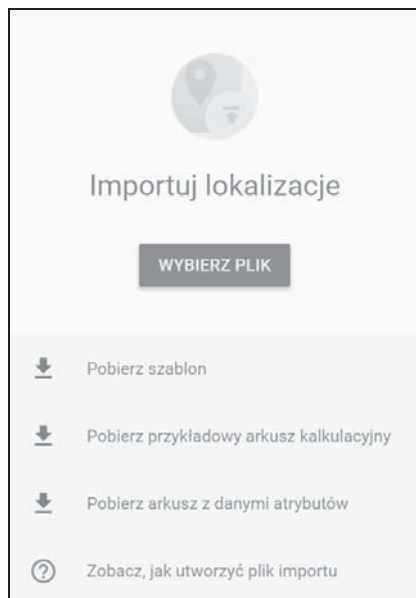 Importuj lokalizacje
WYBIERZ PLIK
Pobierz szablon
Pobierz przykładowy arkusz kalkulacyjny
Pobierz arkusz z danymi atrybutów
Zobacz, jak utworzyć plik importu